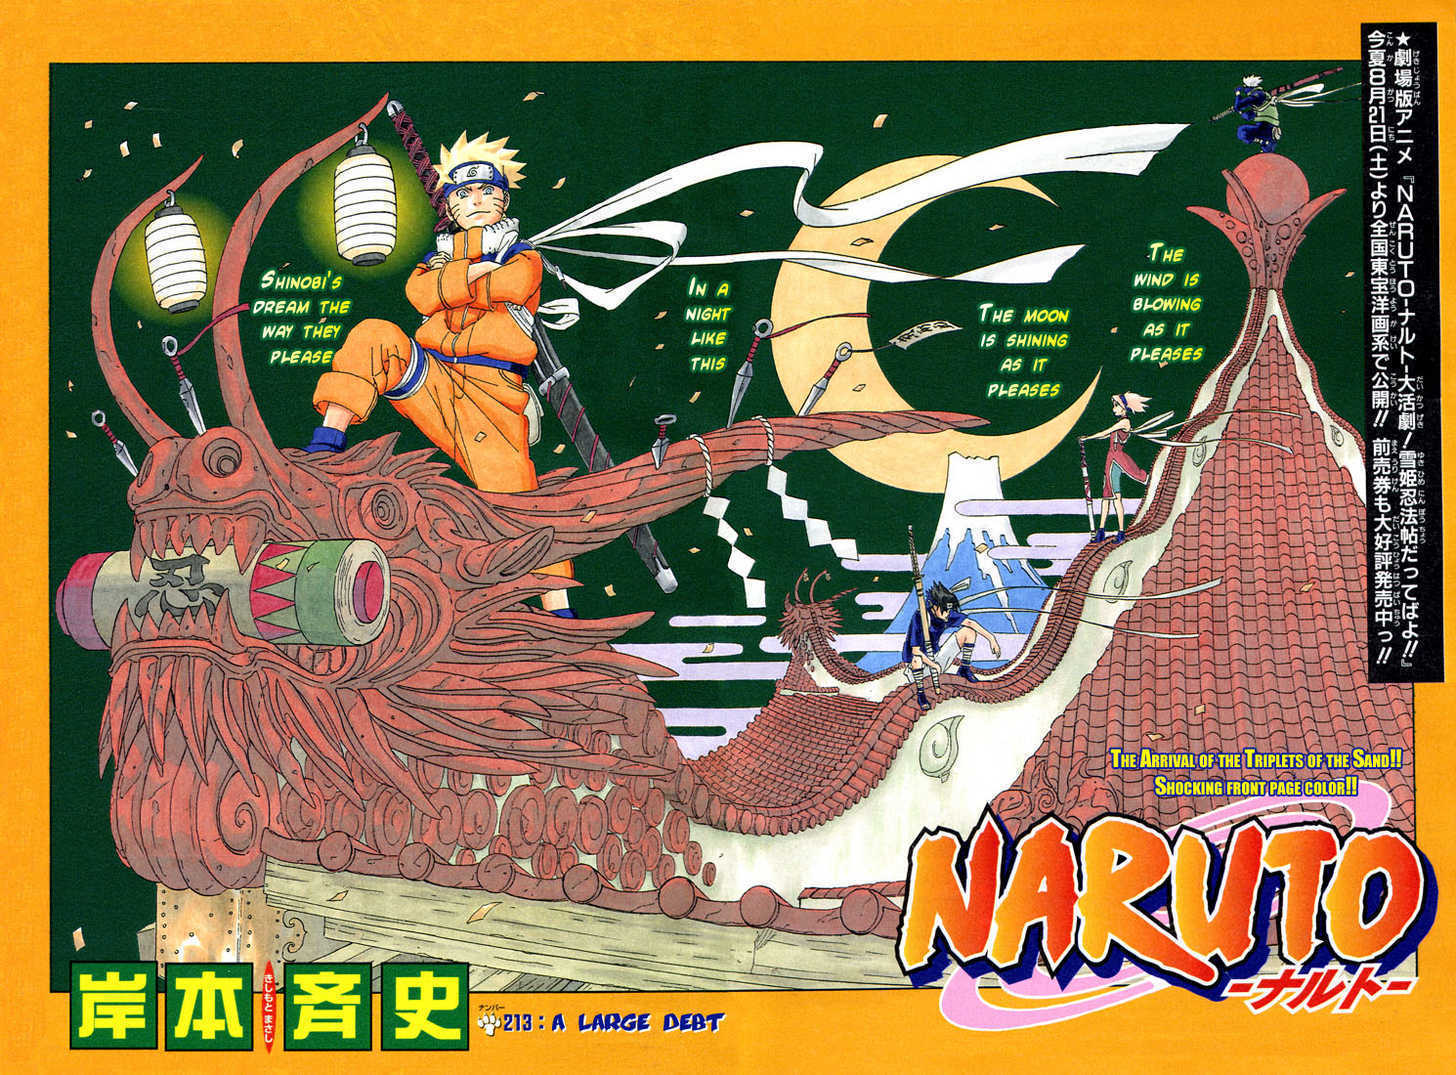 ★劇場版アニメ『NARUTO-ナルト-大活劇！雪姫忍法帖だってばよ!!』
今夏8月21日(土)より全国東宝洋画系で公開!! 前売券も大好評発売中っ!!
THE
WIND IS
BLOWING
AS IT
PLEASES
THE MOON
IS SHINING
AS IT
PLEASES
IN A
NIGHT
LIKE
THIS
SHINOBI'S
DREAM THE
WAY THEY
PLEASE
忍
THE ARRIVAL OF THE TRIPLETS OF THE SAND!!
SHOCKING FRONT PAGE COLOR!!
NARUTO
-ナルト-
岸本斉史
きしもと まさし
ナンバー
213 : A LARGE DEBT